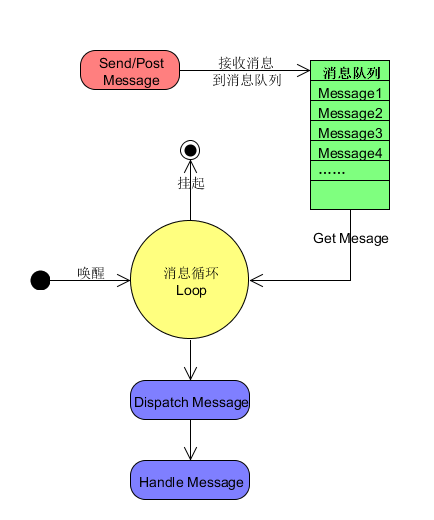 Send/Post
Message
接收消息
到消息队列
消息队列
Message1
Message2
Message3
Message4
……
挂起
Get Mesage
唤醒
消息循环
Loop
Dispatch Message
Handle Message